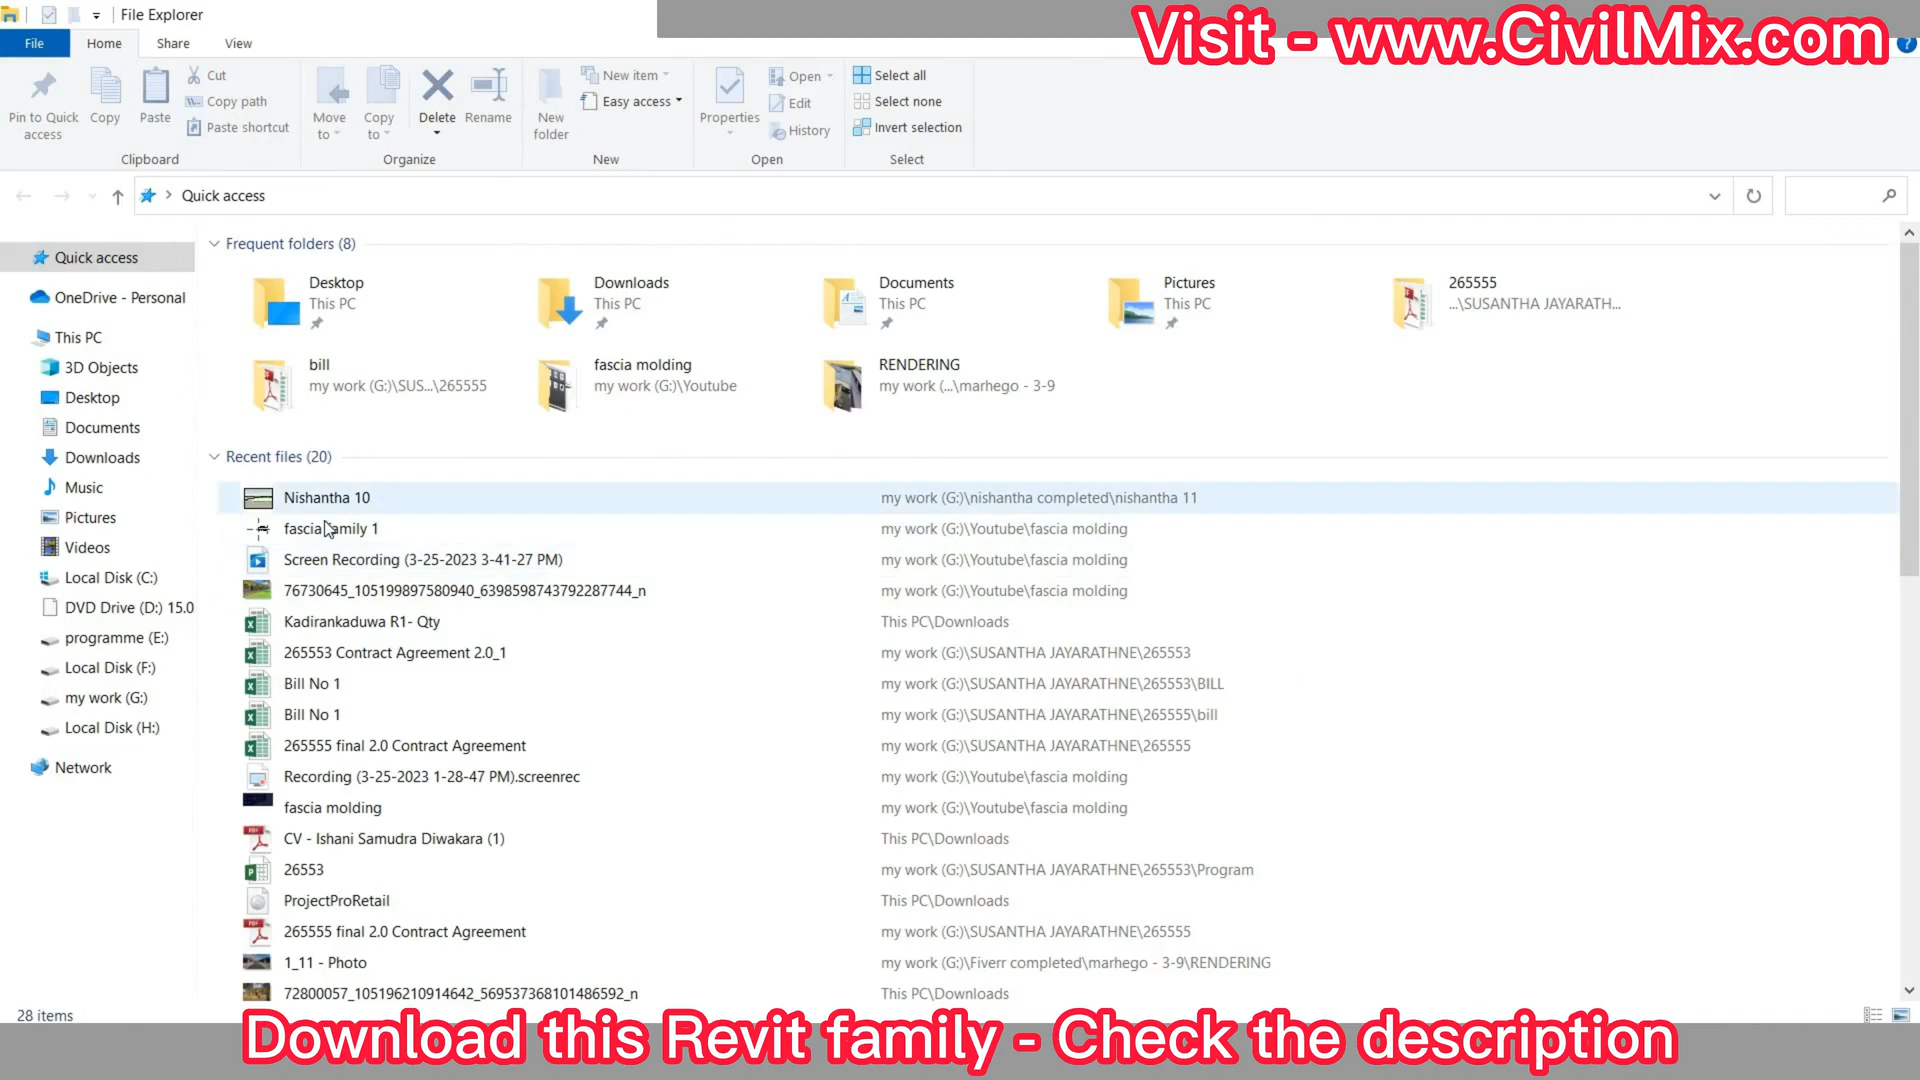 File Explorer
Visit - www.CivilMix.com
File Home Share View
Pin to Quick access
Copy
Paste
Cut
Copy path
Paste shortcut
Move to
Copy to
Delete
Rename
New folder
New item
Easy access
Properties
Open
Edit
History
Select all
Select none
Invert selection
Clipboard Organize New Open Select
Quick access
Quick access
OneDrive - Personal
This PC
3D Objects
Desktop
Documents
Downloads
Music
Pictures
Videos
Local Disk (C:)
DVD Drive (D:) 15.0
programme (E:)
Local Disk (F:)
my work (G:)
Local Disk (H:)
Network
Frequent folders (8)
Desktop
This PC
Downloads
This PC
Documents
This PC
Pictures
This PC
265555
...\SUSANTHA JAYARATH...
bill
my work (G:)\SUS...\265555
fascia molding
my work (G:)\Youtube
RENDERING
my work (...\marhego - 3-9
Recent files (20)
Nishantha 10 my work (G:)\nishantha completed\nishantha 11
fascia family 1 my work (G:)\Youtube\fascia molding
Screen Recording (3-25-2023 3-41-27 PM) my work (G:)\Youtube\fascia molding
76730645_105199897580940_6398598743792287744_n my work (G:)\Youtube\fascia molding
Kadirankaduwa R1- Qty This PC\Downloads
265553 Contract Agreement 2.0_1 my work (G:)\SUSANTHA JAYARATHNE\265553
Bill No 1 my work (G:)\SUSANTHA JAYARATHNE\265553\BILL
Bill No 1 my work (G:)\SUSANTHA JAYARATHNE\265555\bill
265555 final 2.0 Contract Agreement my work (G:)\SUSANTHA JAYARATHNE\265555
Recording (3-25-2023 1-28-47 PM).screenrec my work (G:)\Youtube\fascia molding
fascia molding my work (G:)\Youtube\fascia molding
CV - Ishani Samudra Diwakara (1) This PC\Downloads
26553 my work (G:)\SUSANTHA JAYARATHNE\265553\Program
ProjectProRetail This PC\Downloads
265555 final 2.0 Contract Agreement my work (G:)\SUSANTHA JAYARATHNE\265555
1_11 - Photo my work (G:)\Fiverr completed\marhego - 3-9\RENDERING
72800057_105196210914642_569537368101486592_n This PC\Downloads
28 items
Download this Revit family - Check the description